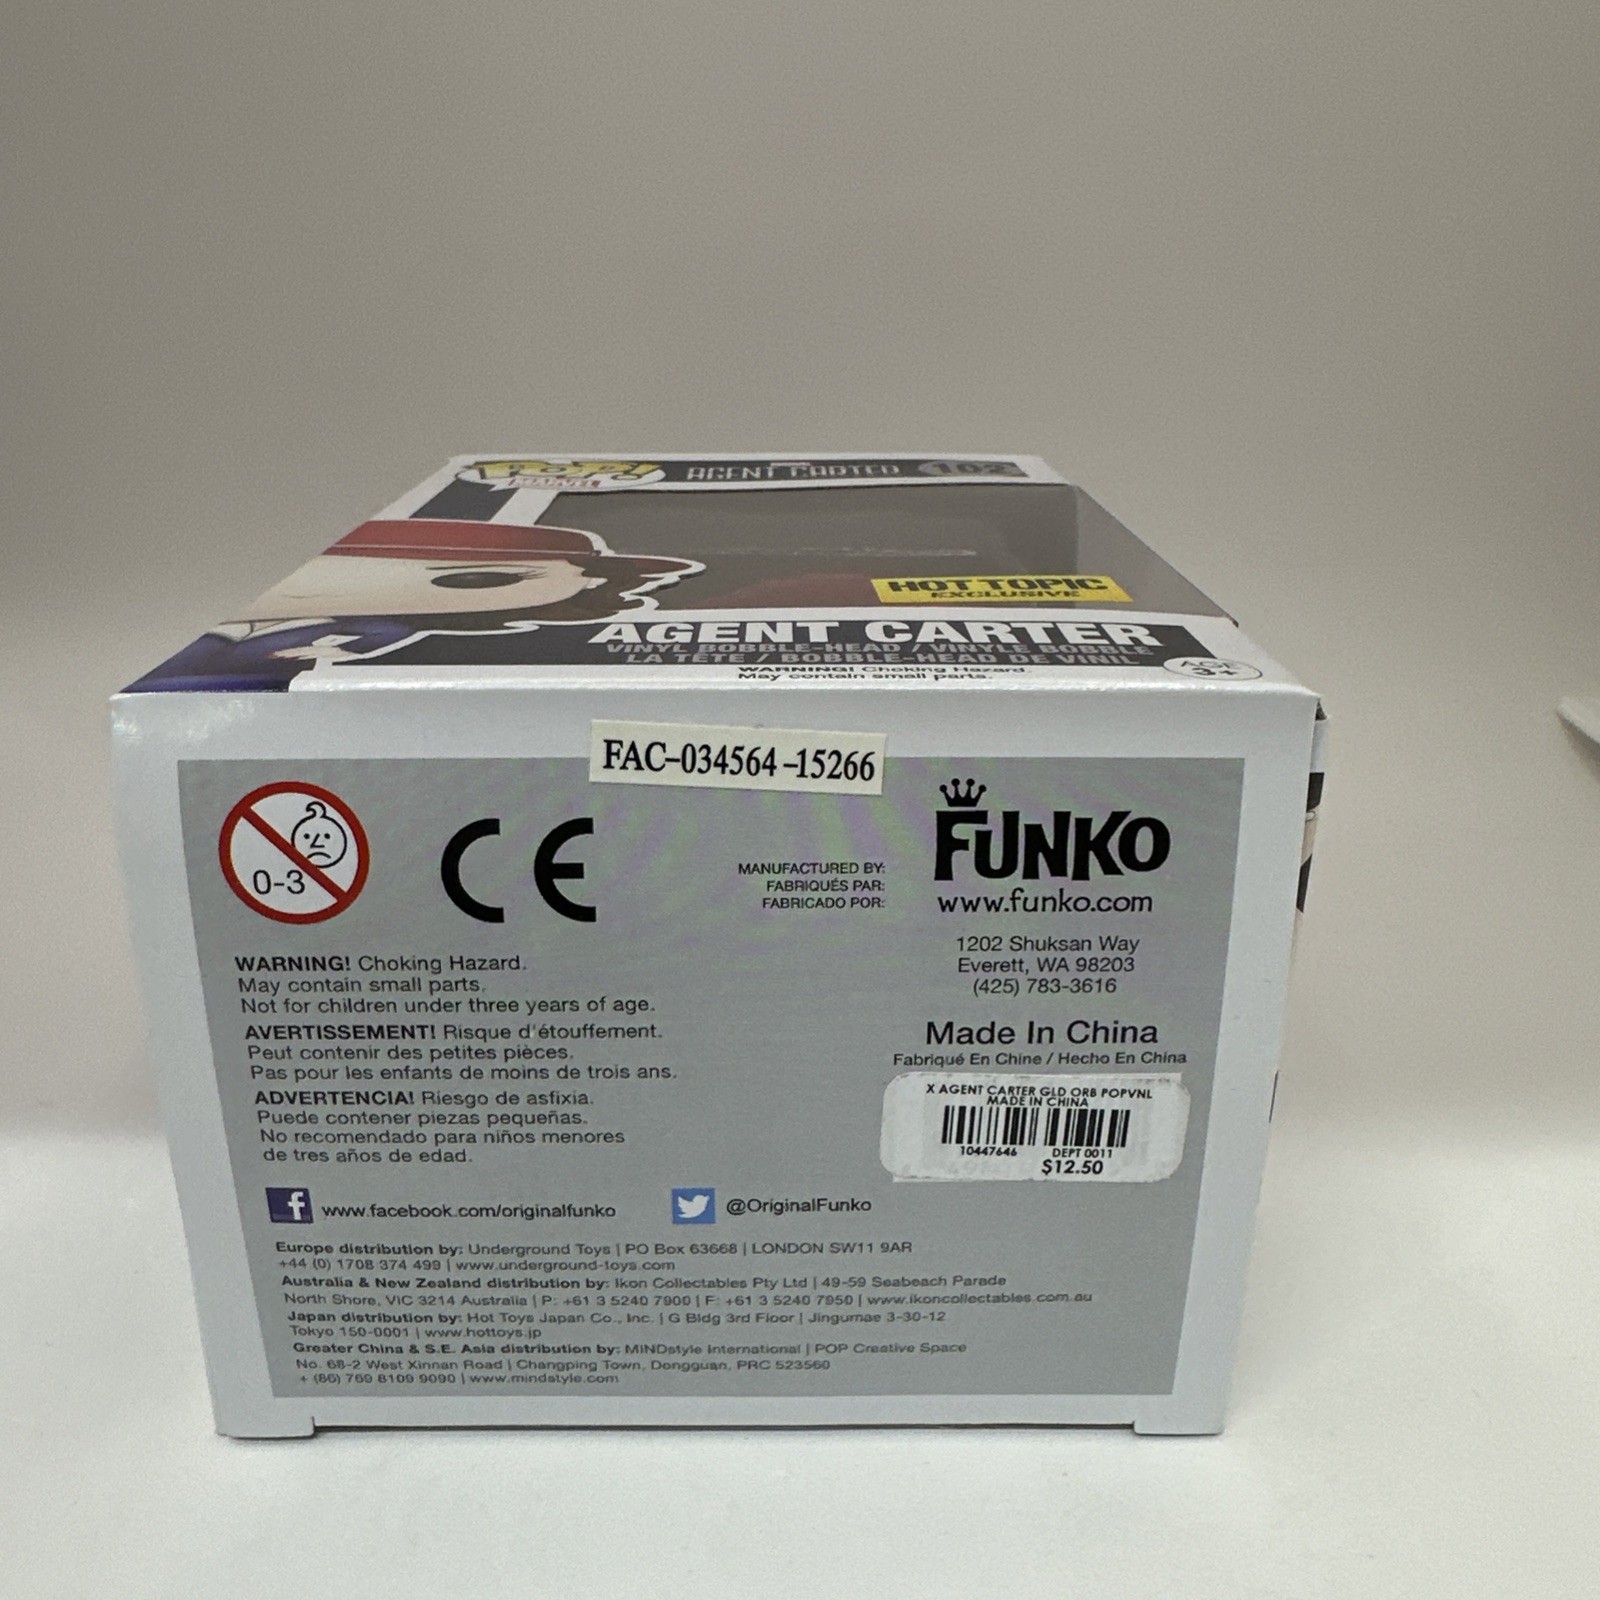 POP!
MARVEL
AGENT CARTER
102
HOT TOPIC
EXCLUSIVE
AGENT CARTER
VINYL BOBBLE-HEAD / VINYLE BOBBLE
LA TÊTE / BOBBLE-HEAD DE VINIL
WARNING! Choking Hazard.
May contain small parts.
AGE
3+
FAC-034564-15266
0-3
CE
MANUFACTURED BY:
FABRIQUÉS PAR:
FABRICADO POR:
FUNKO
www.funko.com
1202 Shuksan Way
Everett, WA 98203
(425) 783-3616
Made In China
Fabriqué En Chine / Hecho En China
WARNING! Choking Hazard.
May contain small parts.
Not for children under three years of age.
AVERTISSEMENT! Risque d'étouffement.
Peut contenir des petites pièces.
Pas pour les enfants de moins de trois ans.
ADVERTENCIA! Riesgo de asfixia.
Puede contener piezas pequeñas.
No recomendado para niños menores
de tres años de edad.
X AGENT CARTER GLD ORB POPVNL
MADE IN CHINA
10447646 DEPT 0011
$12.50
www.facebook.com/originalfunko
@OriginalFunko
Europe distribution by: Underground Toys | PO Box 63668 | LONDON SW11 9AR
+44 (0) 1708 374 499 | www.underground-toys.com
Australia & New Zealand distribution by: Ikon Collectables Pty Ltd | 49-59 Seabeach Parade
North Shore, VIC 3214 Australia | P: +61 3 5240 7900 | F: +61 3 5240 7950 | www.ikoncollectables.com.au
Japan distribution by: Hot Toys Japan Co., Inc. | G Bldg 3rd Floor | Jingumae 3-30-12
Tokyo 150-0001 | www.hottoys.jp
Greater China & S.E. Asia distribution by: MINDstyle International | POP Creative Space
No. 68-2 West Xinnan Road | Changping Town, Dongguan, PRC 523560
+ (86) 769 8109 9090 | www.mindstyle.com